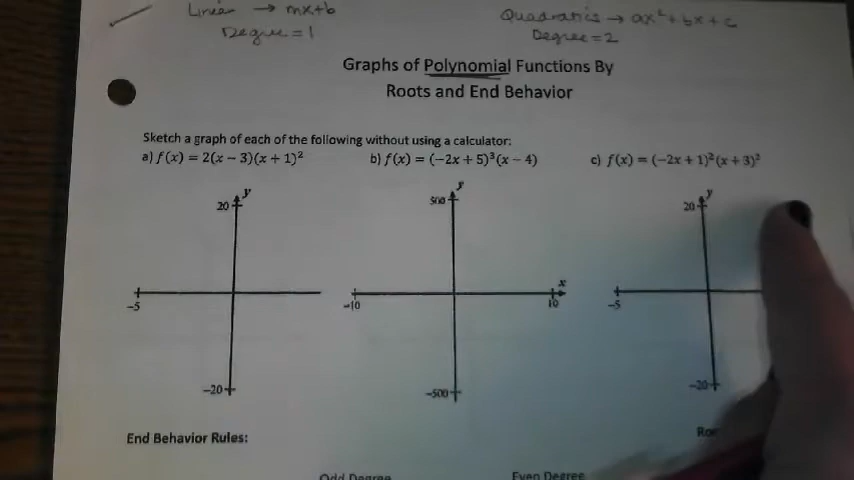 Linear → mx+b
Degree = 1
Quadratics → ax² + bx + c
Degree = 2
Graphs of Polynomial Functions By
Roots and End Behavior
Sketch a graph of each of the following without using a calculator:
a) f(x) = 2(x − 3)(x + 1)²
b) f(x) = (−2x + 5)³(x − 4)
c) f(x) = (−2x + 1)²(x + 3)²
y
20
−5
−20
y
500
x
−10
10
−500
y
20
−5
−20
End Behavior Rules:
Odd Degree
Even Degree